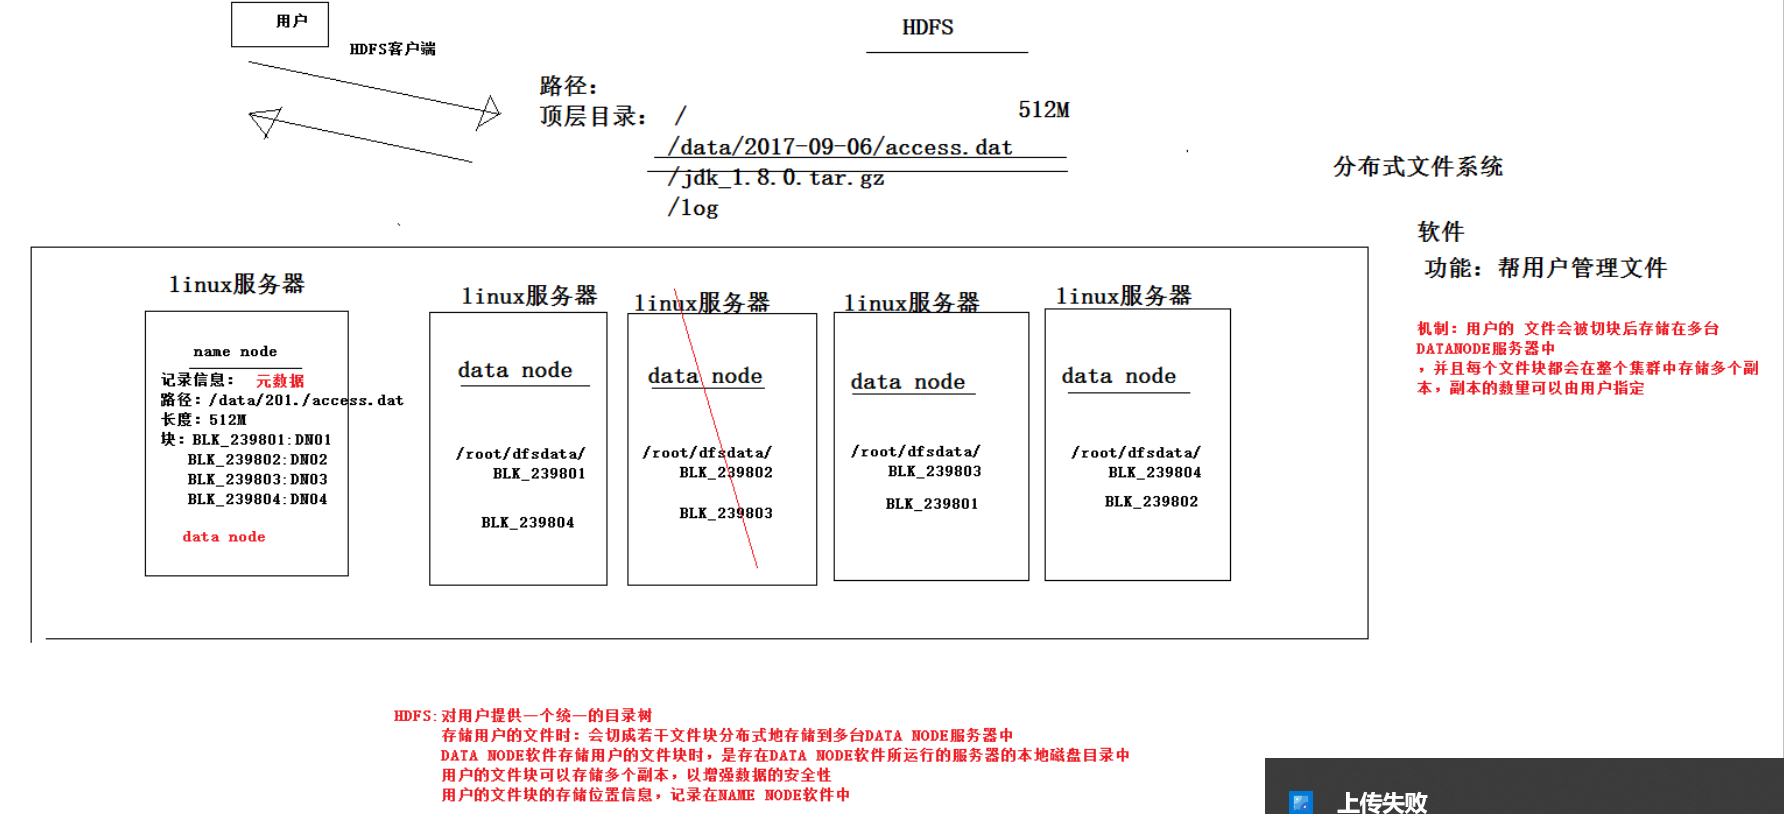 用户
HDFS客户端
HDFS
路径：
顶层目录： /
512M
/data/2017-09-06/access.dat
/jdk_1.8.0.tar.gz
/log
分布式文件系统
软件
功能：帮用户管理文件
机制：用户的 文件会被切块后存储在多台
DATANODE服务器中
，并且每个文件块都会在整个集群中存储多个副
本，副本的数量可以由用户指定
linux服务器
name node
记录信息： 元数据
路径：/data/201./access.dat
长度：512M
块：BLK_239801:DN01
BLK_239802:DN02
BLK_239803:DN03
BLK_239804:DN04
data node
linux服务器
data node
/root/dfsdata/
BLK_239801
BLK_239804
linux服务器
data node
/root/dfsdata/
BLK_239802
BLK_239803
linux服务器
data node
/root/dfsdata/
BLK_239803
BLK_239801
linux服务器
data node
/root/dfsdata/
BLK_239804
BLK_239802
HDFS:对用户提供一个统一的目录树
存储用户的文件时：会切成若干文件块分布式地存储到多台DATA NODE服务器中
DATA NODE软件存储用户的文件块时，是存在DATA NODE软件所运行的服务器的本地磁盘目录中
用户的文件块可以存储多个副本，以增强数据的安全性
用户的文件块的存储位置信息，记录在NAME NODE软件中
上传失败